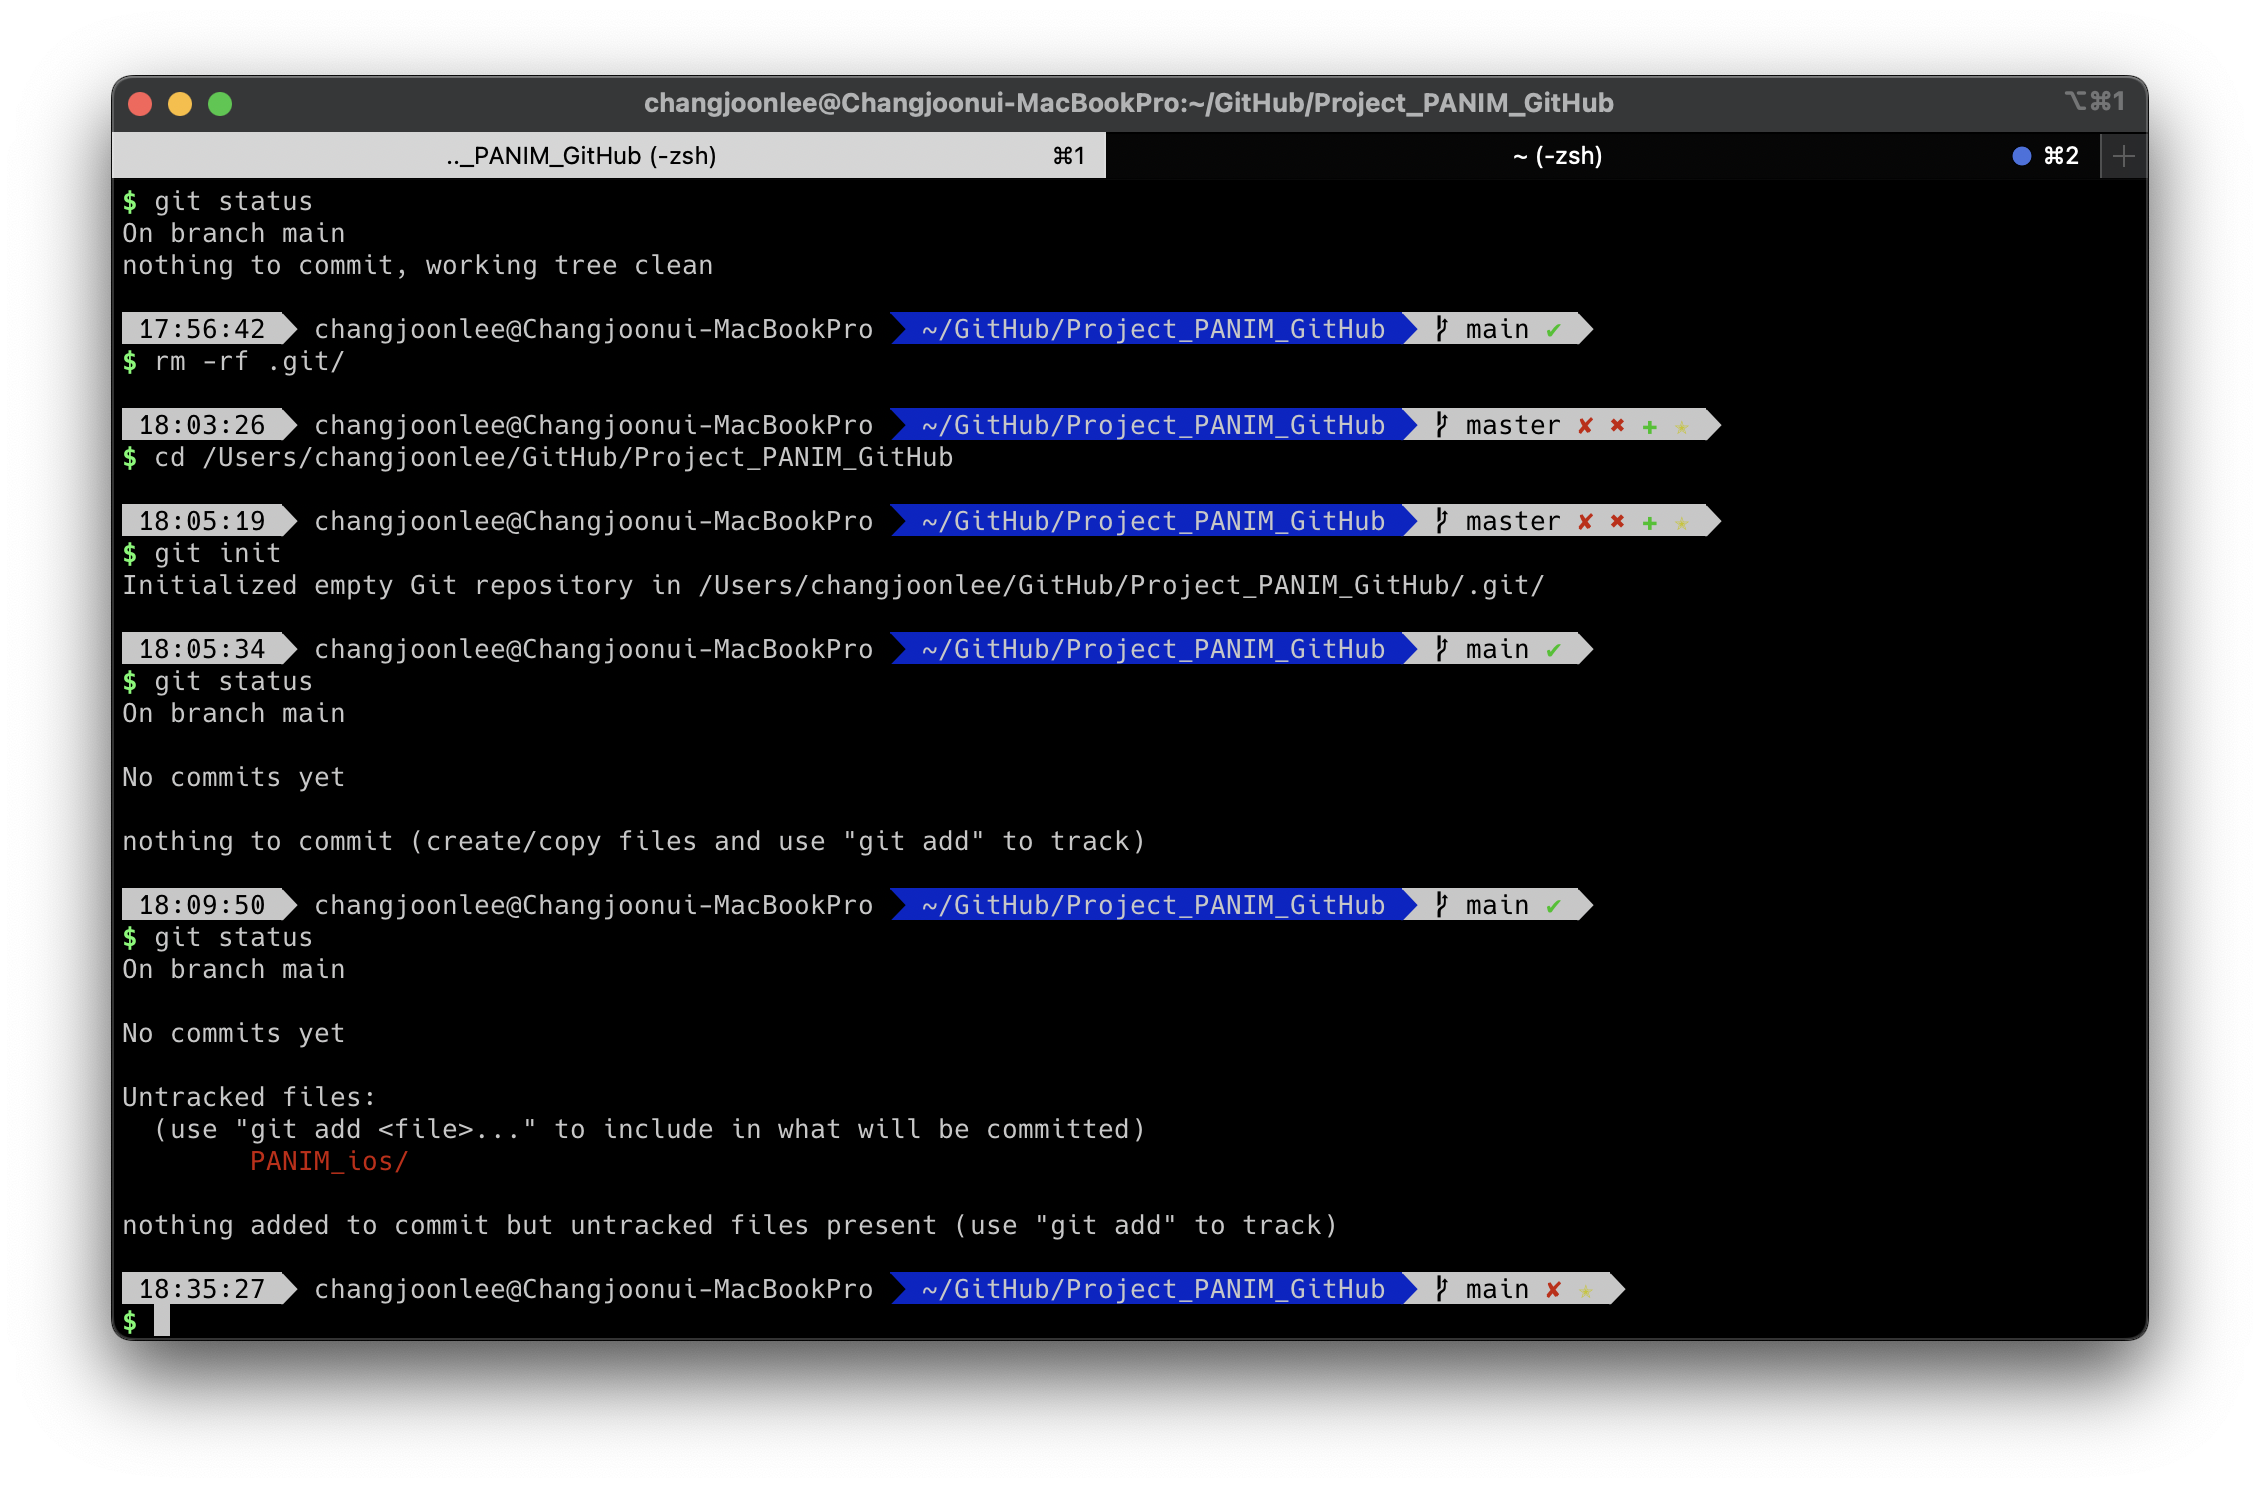 changjoonlee@Changjoonui-MacBookPro:~/GitHub/Project_PANIM_GitHub ⌥⌘1
.._PANIM_GitHub (-zsh) ⌘1 ~ (-zsh) ⌘2
$ git status
On branch main
nothing to commit, working tree clean
17:56:42 changjoonlee@Changjoonui-MacBookPro ~/GitHub/Project_PANIM_GitHub main ✔
$ rm -rf .git/
18:03:26 changjoonlee@Changjoonui-MacBookPro ~/GitHub/Project_PANIM_GitHub master ✘ ✖ ✚ ★
$ cd /Users/changjoonlee/GitHub/Project_PANIM_GitHub
18:05:19 changjoonlee@Changjoonui-MacBookPro ~/GitHub/Project_PANIM_GitHub master ✘ ✖ ✚ ★
$ git init
Initialized empty Git repository in /Users/changjoonlee/GitHub/Project_PANIM_GitHub/.git/
18:05:34 changjoonlee@Changjoonui-MacBookPro ~/GitHub/Project_PANIM_GitHub main ✔
$ git status
On branch main
No commits yet
nothing to commit (create/copy files and use "git add" to track)
18:09:50 changjoonlee@Changjoonui-MacBookPro ~/GitHub/Project_PANIM_GitHub main ✔
$ git status
On branch main
No commits yet
Untracked files:
(use "git add <file>..." to include in what will be committed)
PANIM_ios/
nothing added to commit but untracked files present (use "git add" to track)
18:35:27 changjoonlee@Changjoonui-MacBookPro ~/GitHub/Project_PANIM_GitHub main ✘ ★
$